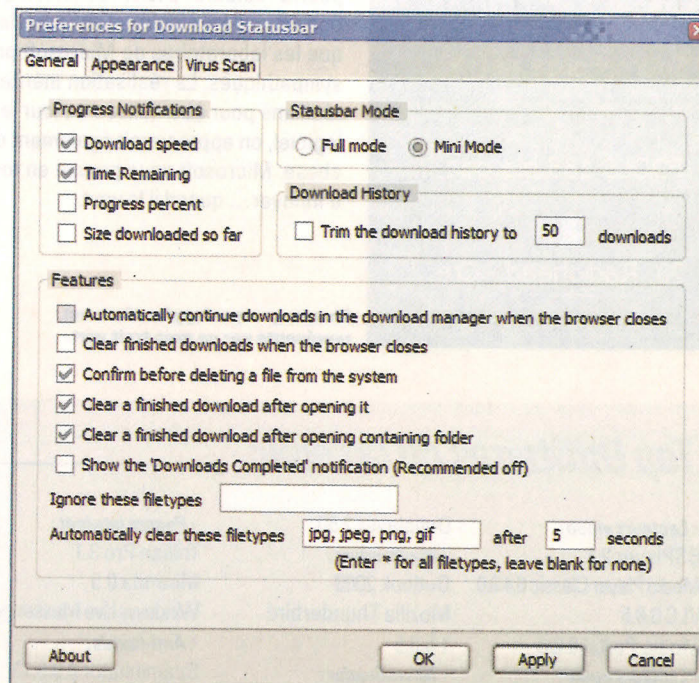 Preferences for Download Statusbar
General Appearance Virus Scan
Progress Notifications
Download speed
Time Remaining
Progress percent
Size downloaded so far
Statusbar Mode
Full mode Mini Mode
Download History
Trim the download history to 50 downloads
Features
Automatically continue downloads in the download manager when the browser closes
Clear finished downloads when the browser closes
Confirm before deleting a file from the system
Clear a finished download after opening it
Clear a finished download after opening containing folder
Show the 'Downloads Completed' notification (Recommended off)
Ignore these filetypes
Automatically clear these filetypes jpg, jpeg, png, gif after 5 seconds
(Enter * for all filetypes, leave blank for none)
About OK Apply Cancel